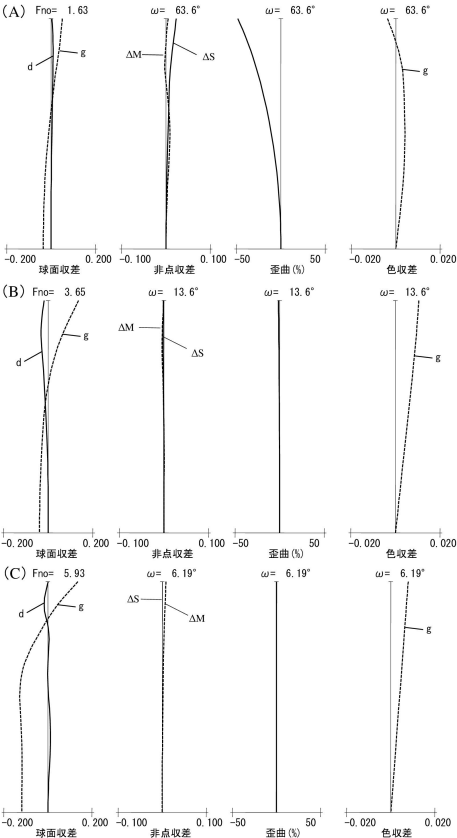 (A) Fno= 1.63 ω= 63.6° ω= 63.6° ω= 63.6°
d g ΔM ΔS g
-0.200 0.200 -0.100 0.100 -50 50 -0.020 0.020
球面収差 非点収差 歪曲(%) 色収差
(B) Fno= 3.65 ω= 13.6° ω= 13.6° ω= 13.6°
d g ΔM ΔS g
-0.200 0.200 -0.100 0.100 -50 50 -0.020 0.020
球面収差 非点収差 歪曲(%) 色収差
(C) Fno= 5.93 ω= 6.19° ω= 6.19° ω= 6.19°
d g ΔS ΔM g
-0.200 0.200 -0.100 0.100 -50 50 -0.020 0.020
球面収差 非点収差 歪曲(%) 色収差